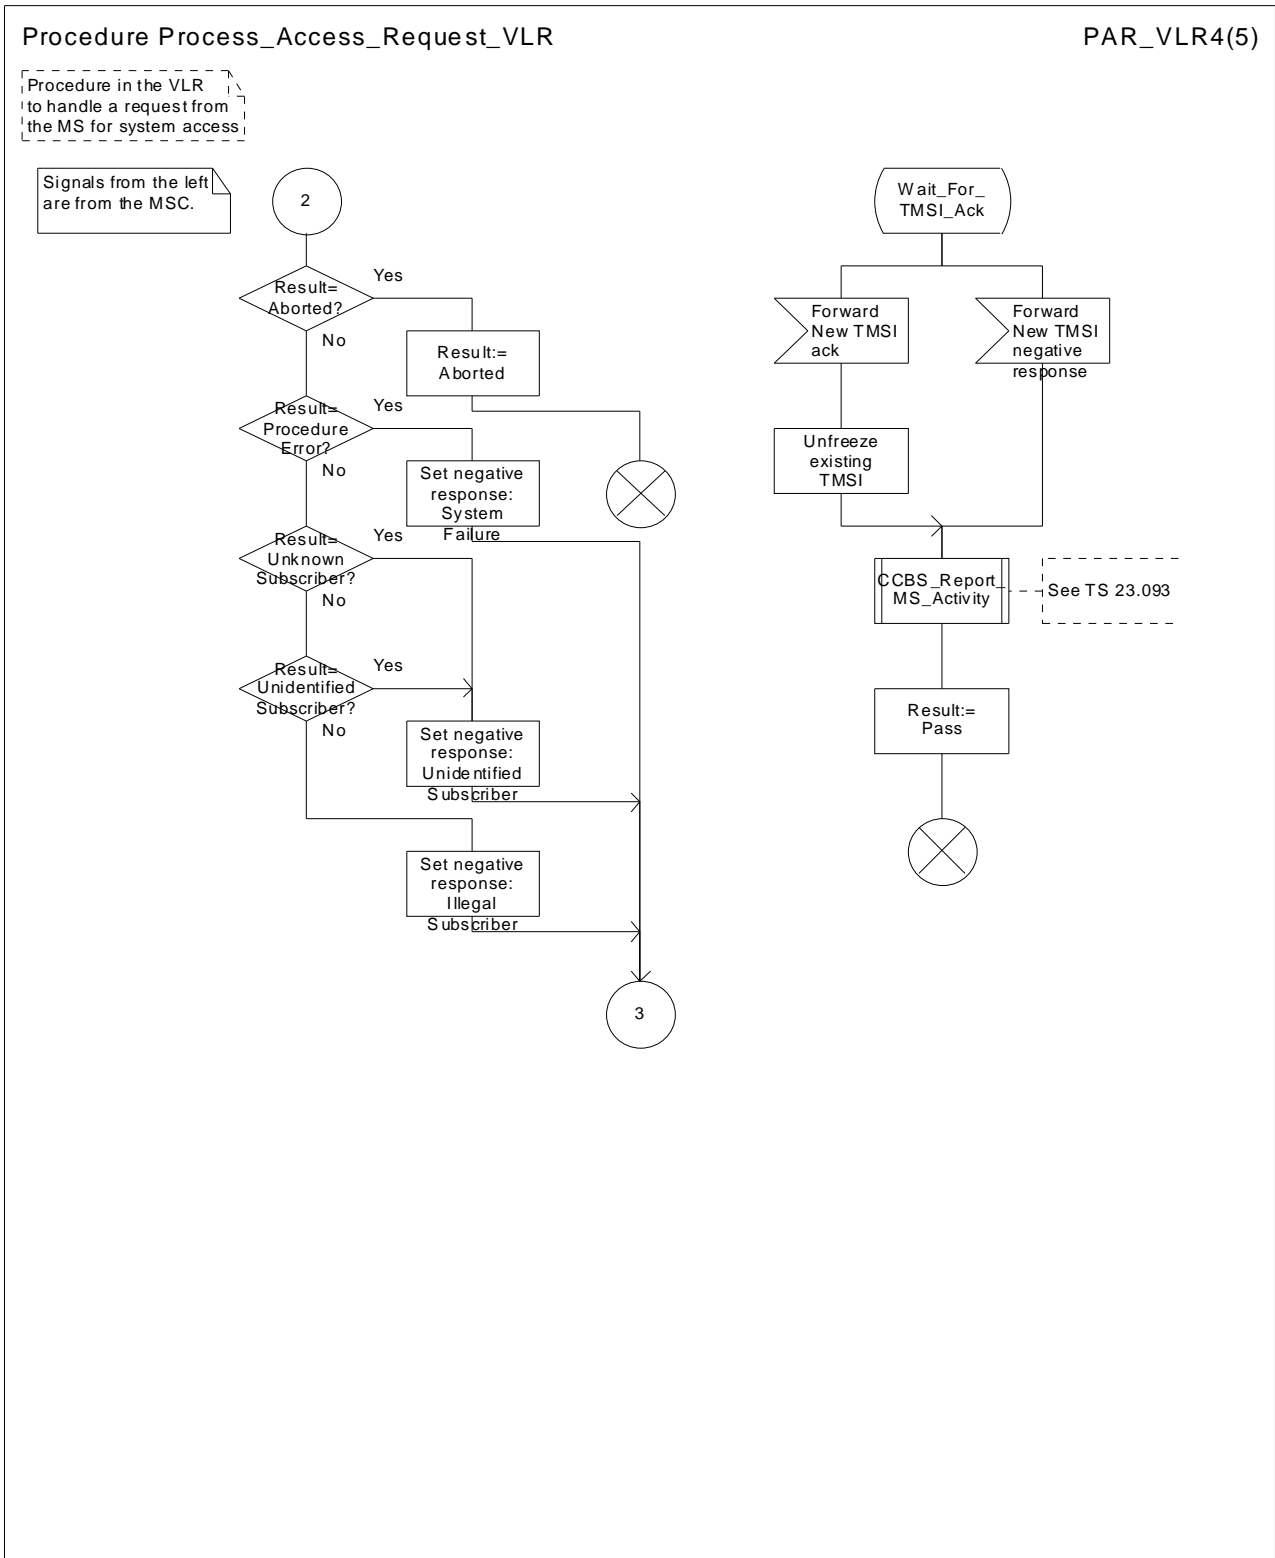 Procedure Process_Access_Request_VLR
PAR_VLR4(5)
Procedure in the VLR
to handle a request from
the MS for system access
Signals from the left
are from the MSC.
2
Result=
Aborted?
Yes
No
Result:=
Aborted
Result=
Procedure
Error?
Yes
No
Set negative
response:
System
Failure
Result=
Unknown
Subscriber?
Yes
No
Result=
Unidentified
Subscriber?
Yes
No
Set negative
response:
Unidentified
Subscriber
Set negative
response:
Illegal
Subscriber
3
Wait_For_
TMSI_Ack
Forward
New TMSI
ack
Forward
New TMSI
negative
response
Unfreeze
existing
TMSI
CCBS_Report_
MS_Activity
See TS 23.093
Result:=
Pass